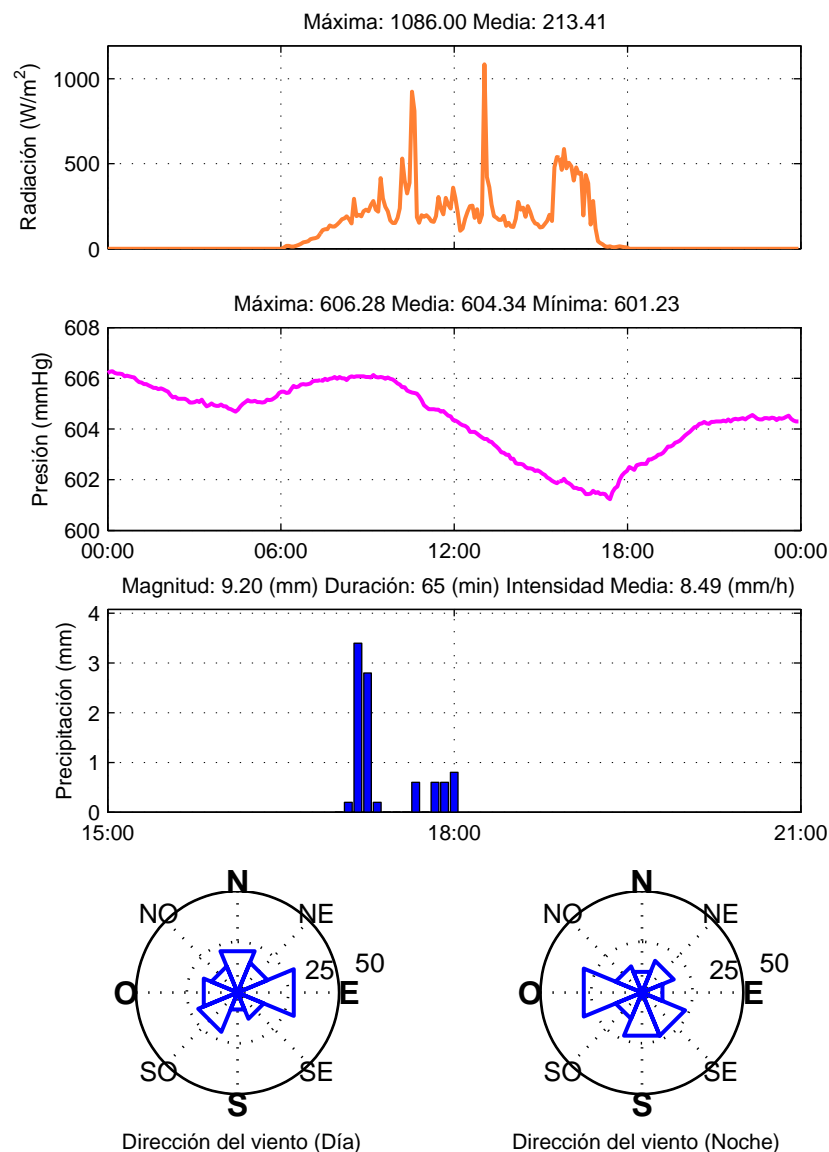 Máxima: 1086.00 Media: 213.41
Radiación (W/m²)
1000
500
0
Máxima: 606.28 Media: 604.34 Mínima: 601.23
Presión (mmHg)
608
606
604
602
600
00:00 06:00 12:00 18:00 00:00
Magnitud: 9.20 (mm) Duración: 65 (min) Intensidad Media: 8.49 (mm/h)
Precipitación (mm)
4
3
2
1
0
15:00 18:00 21:00
N
NO NE
25 50
O E
SO SE
S
Dirección del viento (Día)
N
NO NE
25 50
O E
SO SE
S
Dirección del viento (Noche)